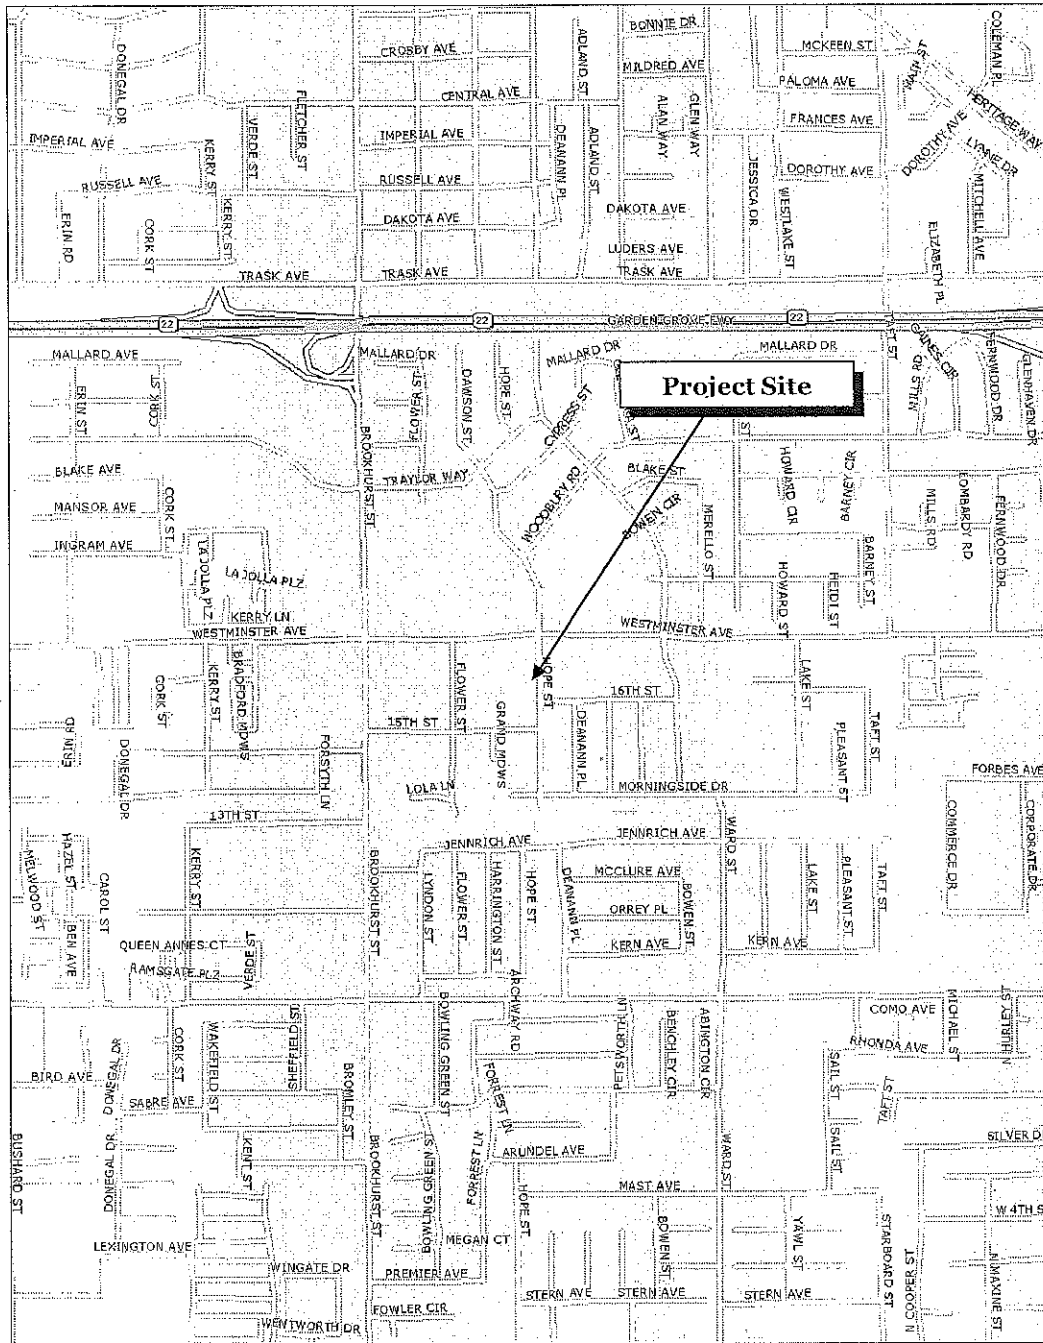 BONNIE DR
COLEMAN PL
DONEGAL DR
CROSBY AVE
ADLAND ST
MCKEEN ST
MILDRED AVE
PALOMA AVE
CENTRAL AVE
FLETCHER ST
ALAN WAY
GLEN WAY
HERITAGE WAY
VERDE ST
FRANCES AVE
IMPERIAL AVE
IMPERIAL AVE
DEANANN PL
ADLAND ST
DOROTHY AVE
LYNNE DR
KERRY ST
JESSICA DR
DOROTHY AVE
RUSSELL AVE
RUSSELL AVE
MITCHELL AVE
WESTLAKE ST
DAKOTA AVE
DAKOTA AVE
KERRY ST
ERIN RD
CORK ST
LUDERS AVE
ELIZABETH PL
TRASK AVE
TRASK AVE
TRASK AVE
22
22
22
GARDEN GROVE FWY
TAFT ST
GAINES CIR
FERNWOOD DR
GLENHAVEN DR
MALLARD AVE
MALLARD DR
MALLARD DR
MALLARD DR
Project Site
ERIN ST
CORK ST
FLOWER ST
DAWSON ST
HOPE ST
CYPRESS ST
MILLS RD
ST
BROOKHURST ST
BLAKE AVE
TRAYLOR WAY
BLAKE ST
HOWARD CIR
BARNEY CIR
WOODBURY RD
BOWEN CIR
MANSOR AVE
CORK ST
MERELLO ST
MILLS RD
LOMBARDY RD
FERNWOOD DR
INGRAM AVE
LA JOLLA PLZ
LA JOLLA PLZ
BARNEY ST
HOWARD ST
HEIDI ST
KERRY LN
WESTMINSTER AVE
WESTMINSTER AVE
CORK ST
KERRY ST
BRADFORD MDWS
FLOWER ST
HOPE ST
16TH ST
LAKE ST
15TH ST
GRAND MDWS
DEANANN PL
TAFT ST
PLEASANT ST
ERIN RD
DONEGAL DR
FORSYTH LN
FORBES AVE
LOLA LN
MORNINGSIDE DR
13TH ST
COMMERCE DR
CORPORATE DR
JENNRICH AVE
JENNRICH AVE
WARD ST
HAZEL ST
MELWOOD ST
CAROL ST
KERRY ST
BROOKHURST ST
LYNDON ST
FLOWER ST
HARRINGTON ST
HOPE ST
DEANANN PL
MCCLURE AVE
BOWEN ST
LAKE ST
PLEASANT ST
TAFT ST
ORREY PL
BEN AVE
QUEEN ANNES CT
VERDE ST
KERN AVE
KERN AVE
RAMSGATE PLZ
ARCHWAY RD
COMO AVE
MICHAEL ST
N HURLEY ST
CORK ST
WAKEFIELD ST
SHEFFIELD ST
BOWLING GREEN ST
PETSWORTH LN
BENCHLEY CIR
ABINGTON CIR
RHONDA AVE
BIRD AVE
DONEGAL DR
SABRE AVE
BROMLEY ST
FORREST LN
SAIL ST
TAFT ST
BUSHARD ST
DONEGAL DR
KENT ST
BROOKHURST ST
BOWLING GREEN ST
FORREST LN
ARUNDEL AVE
WARD ST
SAIL ST
SILVER D
MAST AVE
HOPE ST
W 4TH S
LEXINGTON AVE
MEGAN CT
BOWEN ST
YAWL ST
STARBOARD ST
N COOPER ST
N MAXINE ST
WINGATE DR
PREMIER AVE
STERN AVE
STERN AVE
STERN AVE
FOWLER CIR
WENTWORTH DR